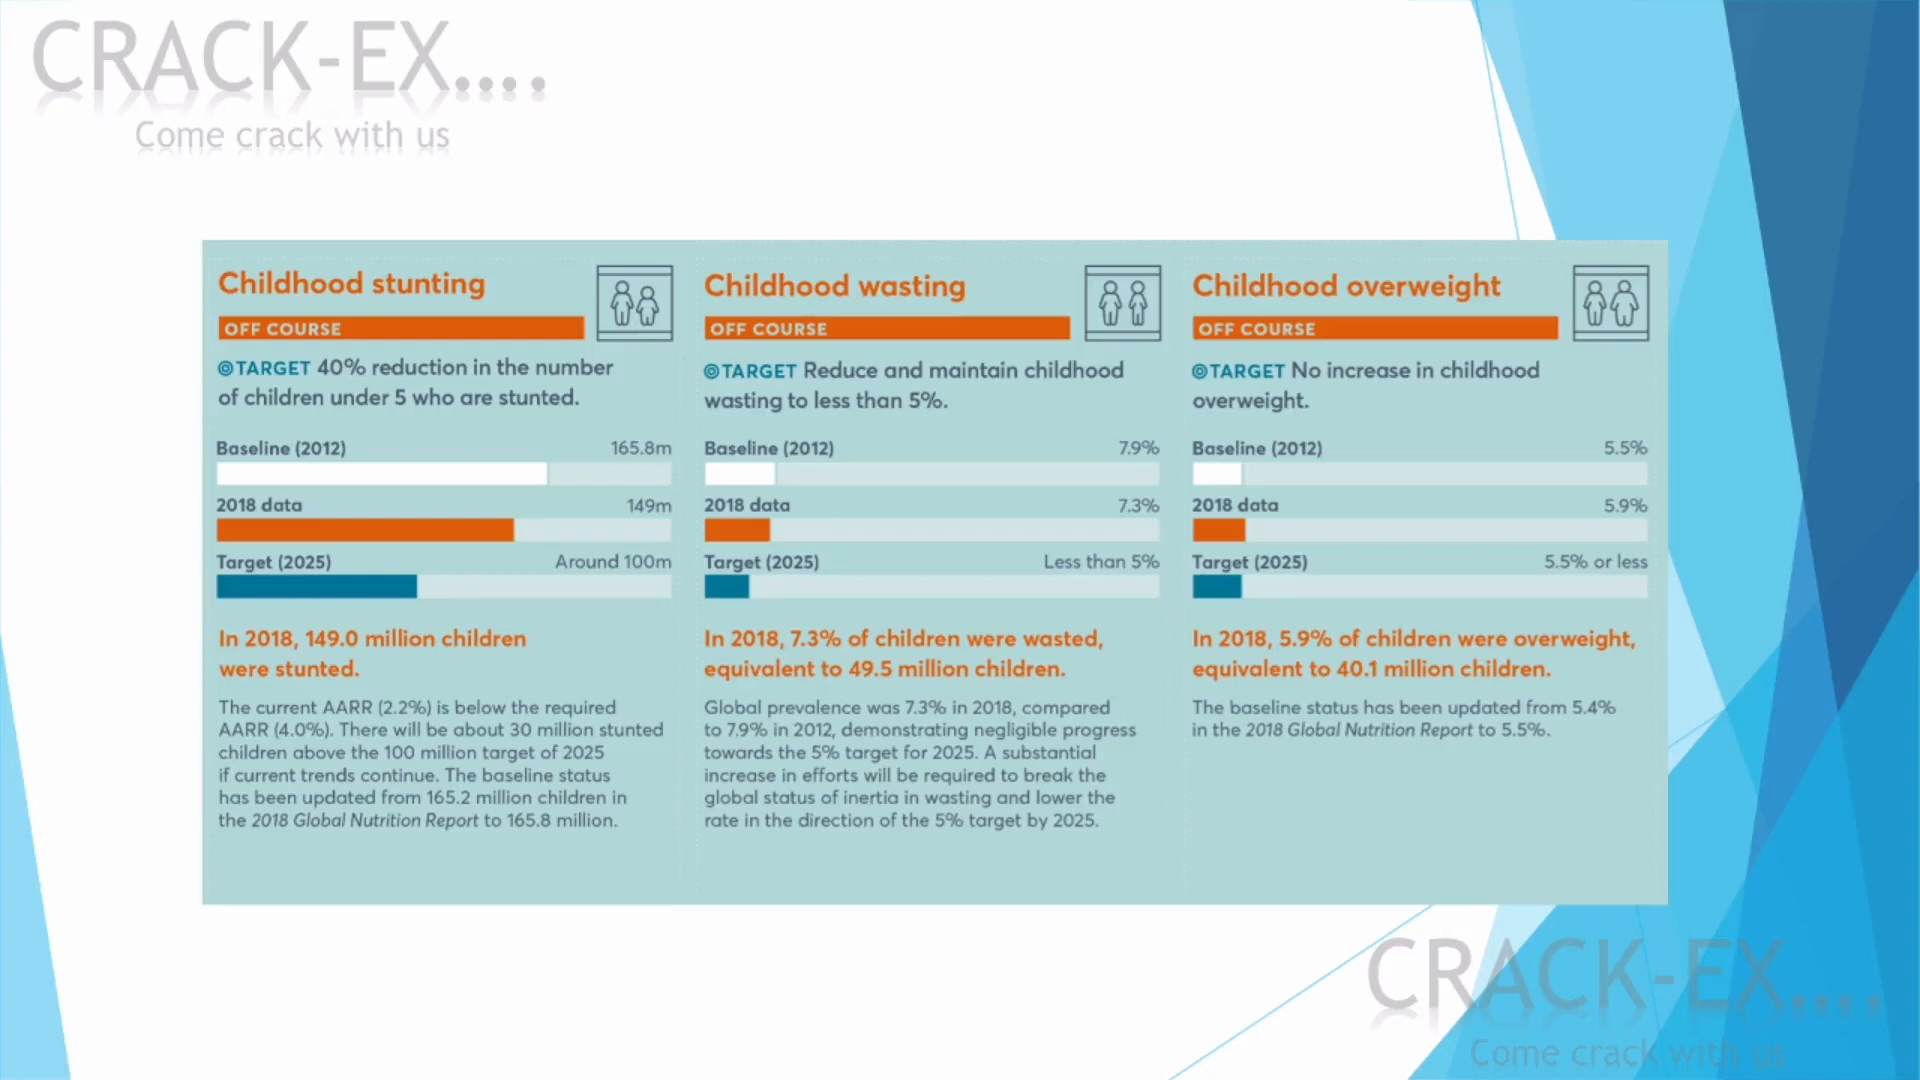 CRACK-EX....
Come crack with us
Childhood stunting
OFF COURSE
TARGET 40% reduction in the number
of children under 5 who are stunted.
Baseline (2012) 165.8m
2018 data 149m
Target (2025) Around 100m
In 2018, 149.0 million children
were stunted.
The current AARR (2.2%) is below the required
AARR (4.0%). There will be about 30 million stunted
children above the 100 million target of 2025
if current trends continue. The baseline status
has been updated from 165.2 million children in
the 2018 Global Nutrition Report to 165.8 million.
Childhood wasting
OFF COURSE
TARGET Reduce and maintain childhood
wasting to less than 5%.
Baseline (2012) 7.9%
2018 data 7.3%
Target (2025) Less than 5%
In 2018, 7.3% of children were wasted,
equivalent to 49.5 million children.
Global prevalence was 7.3% in 2018, compared
to 7.9% in 2012, demonstrating negligible progress
towards the 5% target for 2025. A substantial
increase in efforts will be required to break the
global status of inertia in wasting and lower the
rate in the direction of the 5% target by 2025.
Childhood overweight
OFF COURSE
TARGET No increase in childhood
overweight.
Baseline (2012) 5.5%
2018 data 5.9%
Target (2025) 5.5% or less
In 2018, 5.9% of children were overweight,
equivalent to 40.1 million children.
The baseline status has been updated from 5.4%
in the 2018 Global Nutrition Report to 5.5%.
CRACK-EX....
Come crack with us